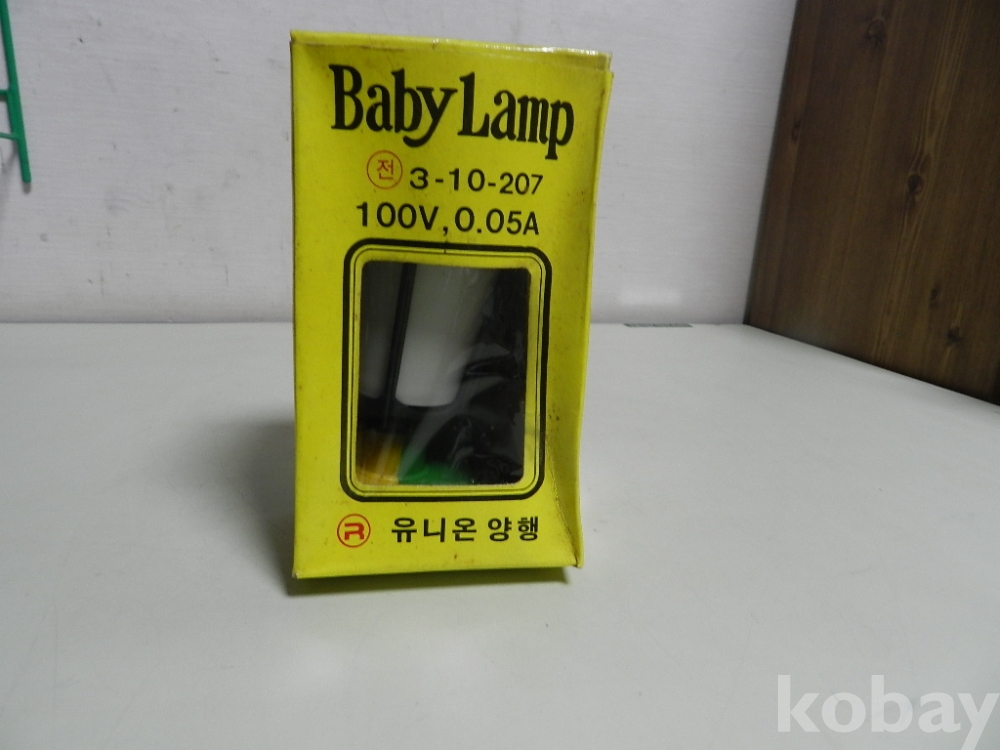 Baby Lamp
전 3-10-207
100V, 0.05A
R 유니온 양행
kobay